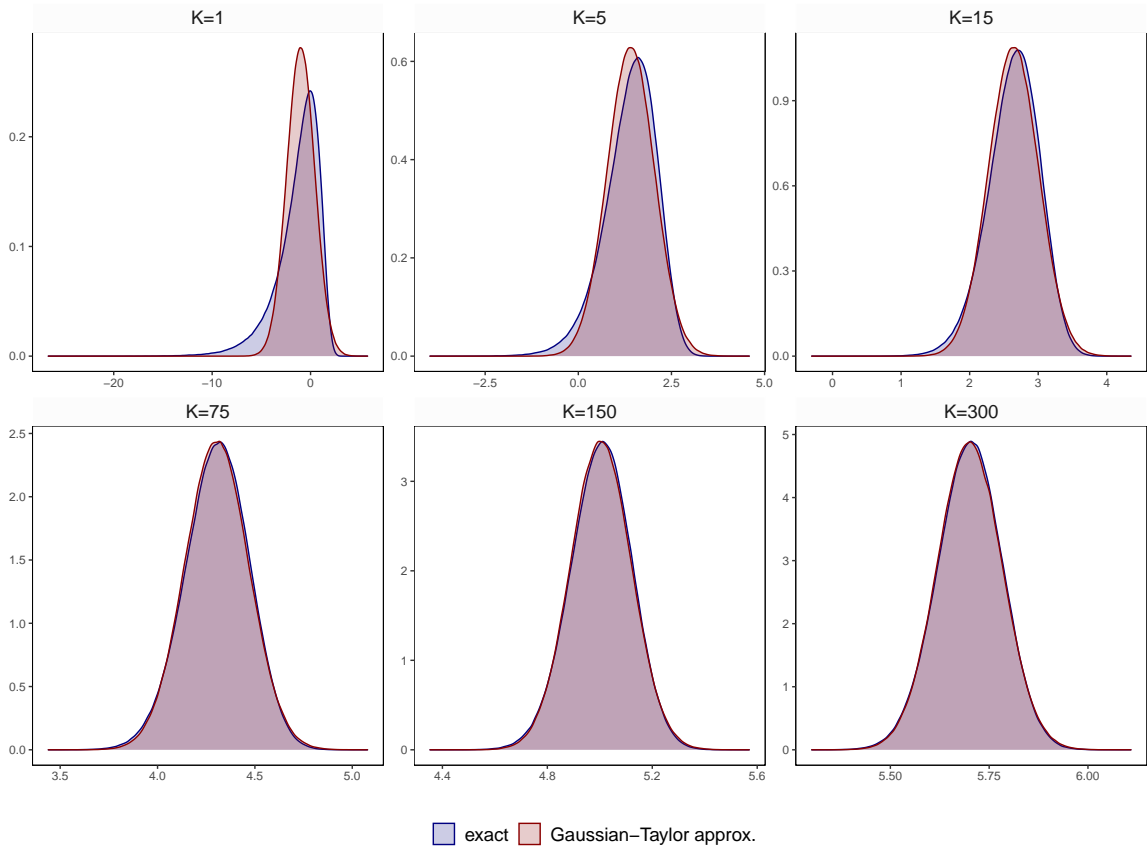 K=1 K=5 K=15
0.0 0.1 0.2
−20 −10 0
0.0 0.2 0.4 0.6
−2.5 0.0 2.5 5.0
0.0 0.3 0.6 0.9
0 1 2 3 4
K=75 K=150 K=300
0.0 0.5 1.0 1.5 2.0 2.5
3.5 4.0 4.5 5.0
0 1 2 3
4.4 4.8 5.2 5.6
0 1 2 3 4 5
5.50 5.75 6.00
exact Gaussian−Taylor approx.